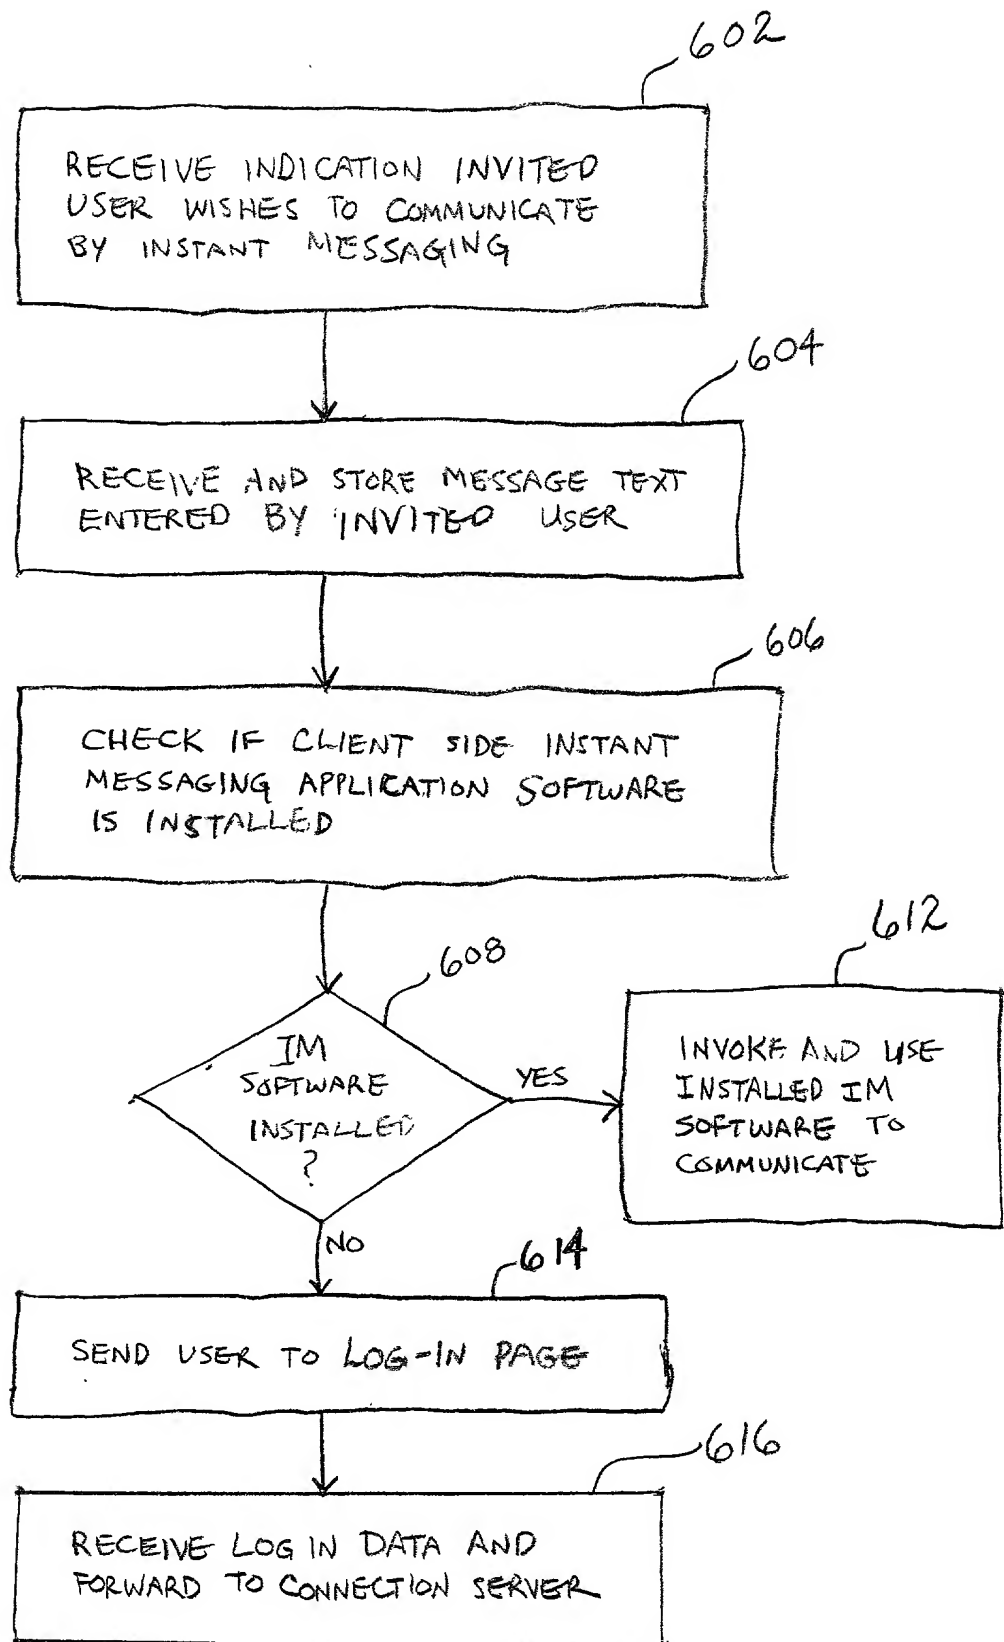 602
RECEIVE INDICATION INVITED
USER WISHES TO COMMUNICATE
BY INSTANT MESSAGING
604
RECEIVE AND STORE MESSAGE TEXT
ENTERED BY INVITED USER
606
CHECK IF CLIENT SIDE INSTANT
MESSAGING APPLICATION SOFTWARE
IS INSTALLED
608
IM
SOFTWARE
INSTALLED
?
YES
612
INVOKE AND USE
INSTALLED IM
SOFTWARE TO
COMMUNICATE
NO
614
SEND USER TO LOG-IN PAGE
616
RECEIVE LOG IN DATA AND
FORWARD TO CONNECTION SERVER